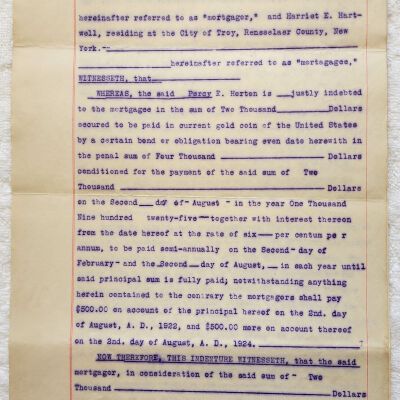 hereinafter referred to as "mortgager," and Harriet E. Hart-
well, residing at the City of Troy, Rensselaer County, New
York.-
hereinafter referred to as "mortagagee,"
WITNESSETH, that
WHEREAS, the said Percy E. Horton is justly indebted
to the mortgagee in the sum of Two Thousand Dollars
secured to be paid in current gold coin of the United States
by a certain bond or obligation bearing even date herewith in
the penal sum of Four Thousand Dollars
conditioned for the payment of the said sum of Two
Thousand Dollars
on the Second day of August in the year One Thousand
Nine hundred twenty-five together with interest thereon
from the date hereof at the rate of six per centum per
annum, to be paid semi-annually on the Second day of
February and the Second day of August, in each year until
said principal sum is fully paid; notwithstanding anything
herein contained to the contrary the mortgagors shall pay
$500.00 on account of the principal hereof on the 2nd. day
of August, A. D., 1922, and $500.00 more on account thereof
on the 2nd. day of August, A. D., 1924.
NOW THEREFORE, THIS INDENTURE WITNESSETH, that the said
mortgager, in consideration of the said sum of Two
Thousand Dollars